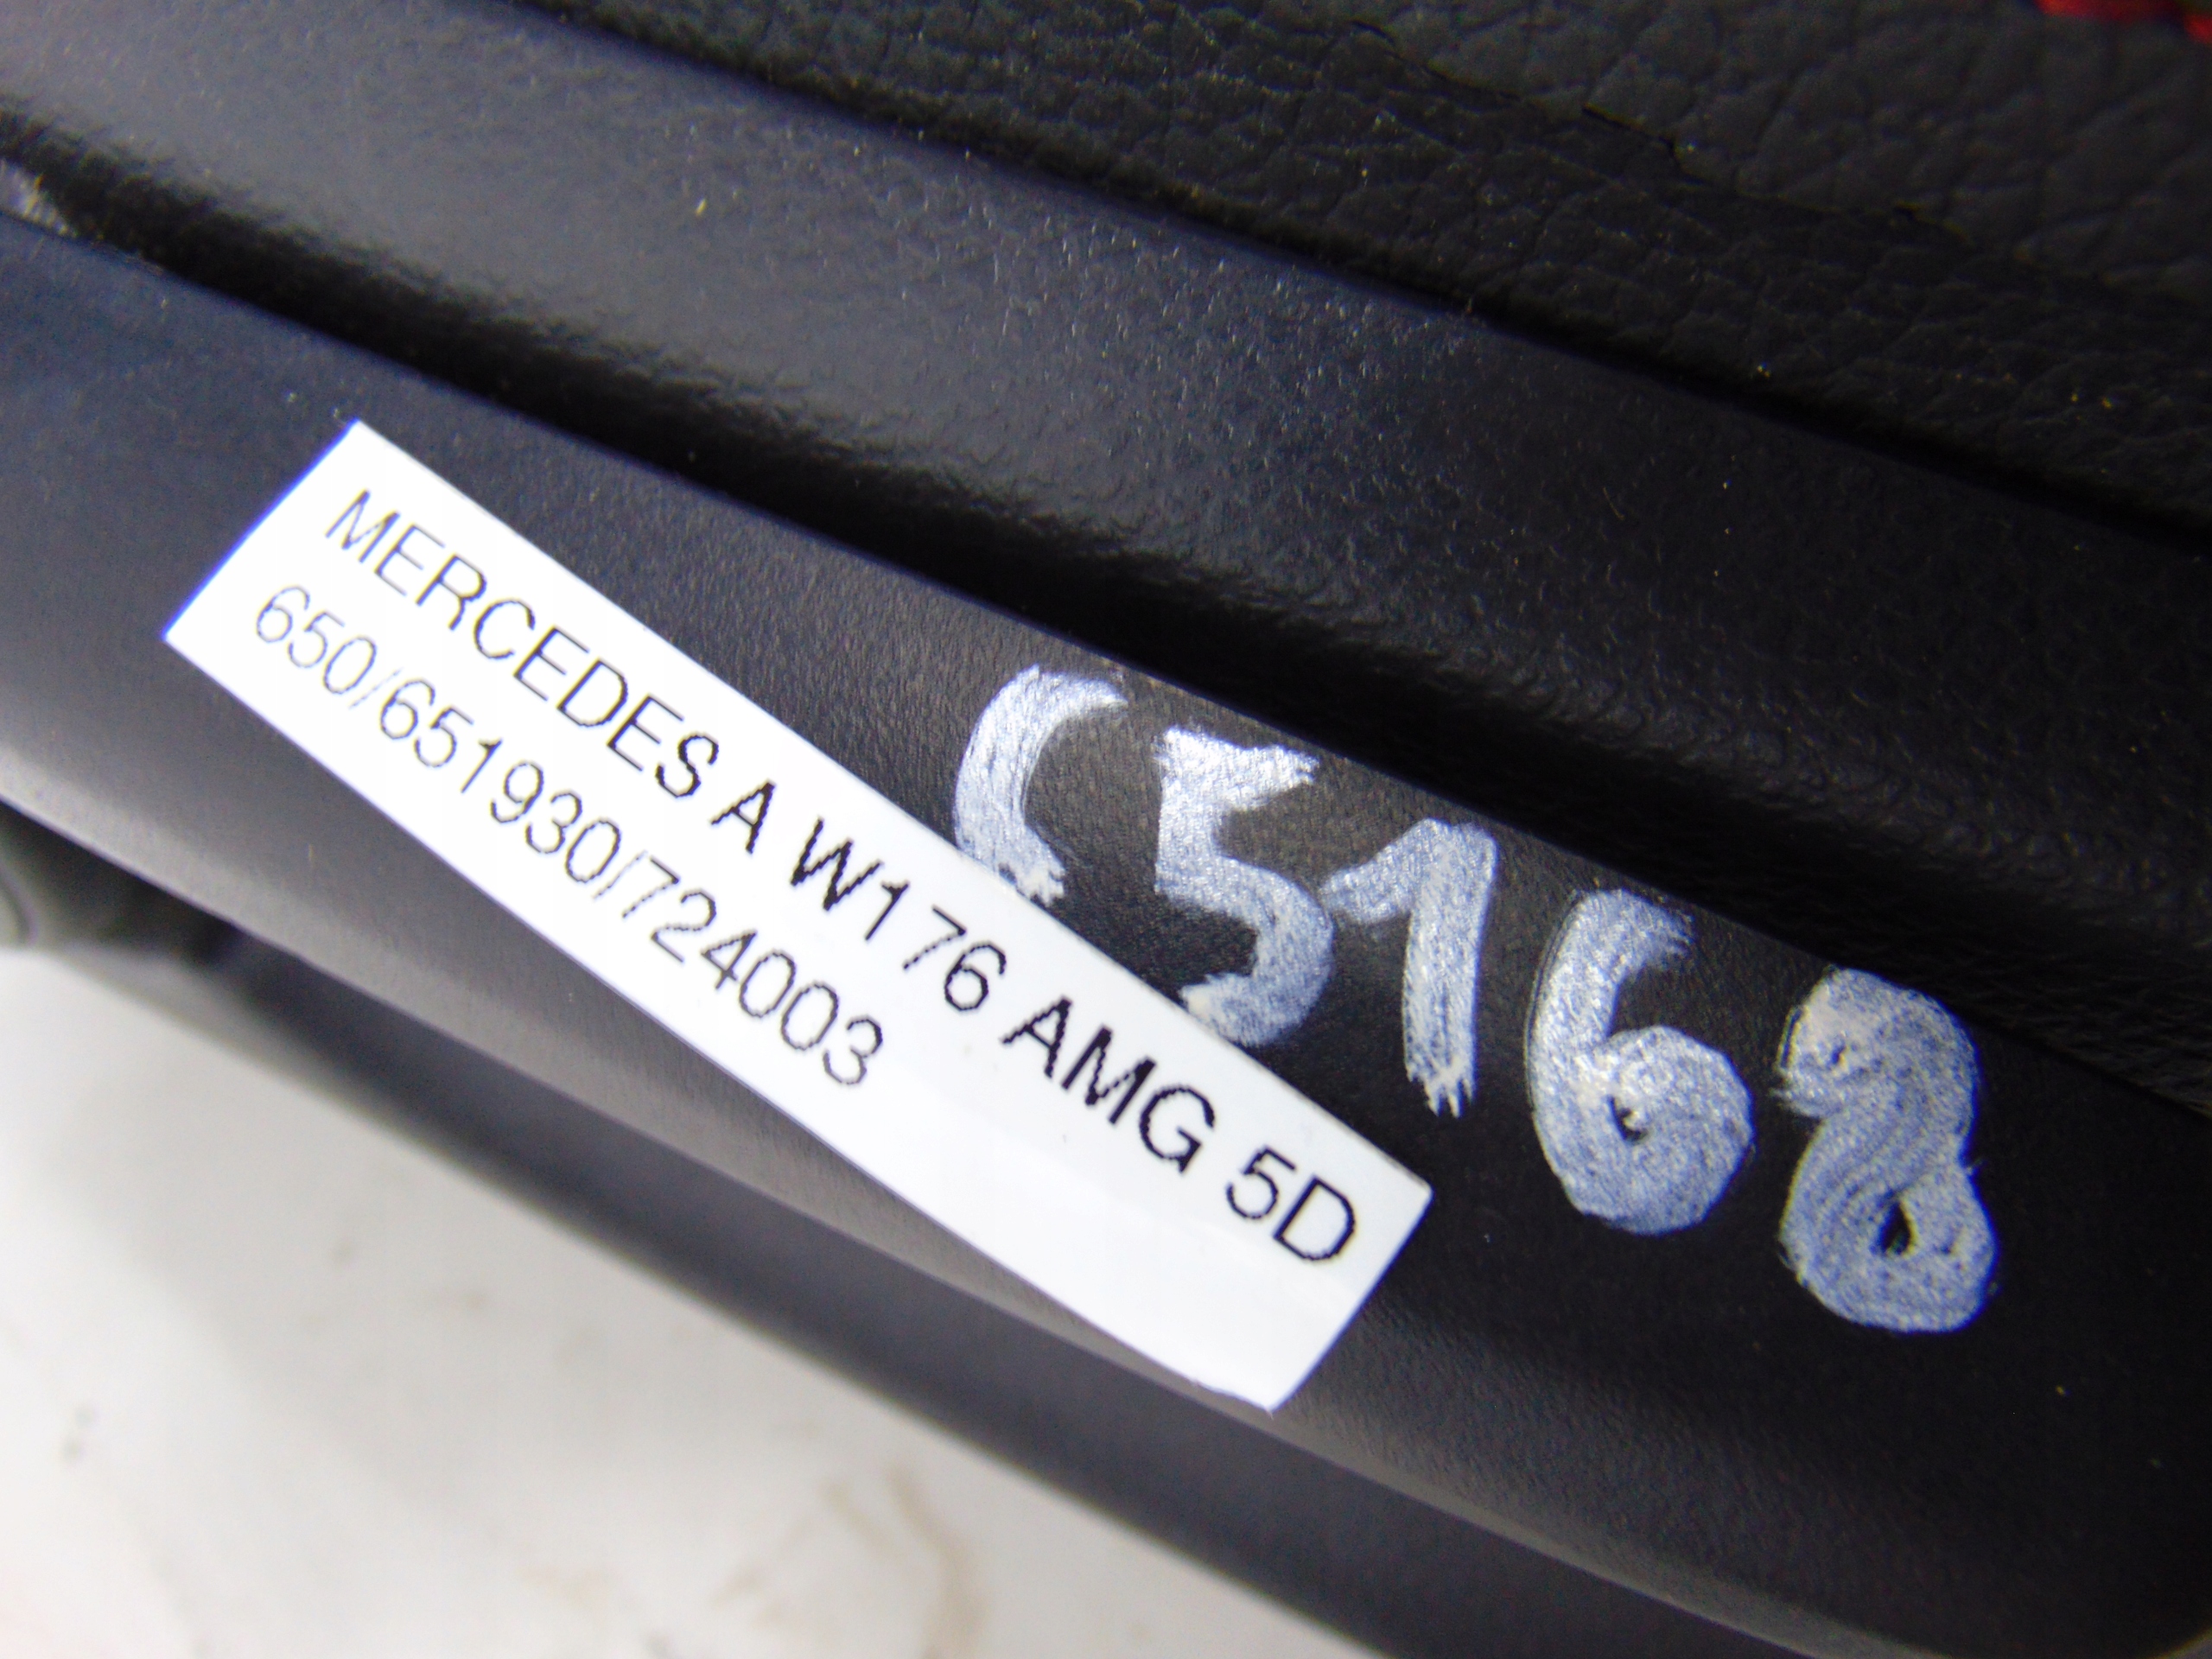 MERCEDES A W176 AMG 5D
650/651930/724003
C5168